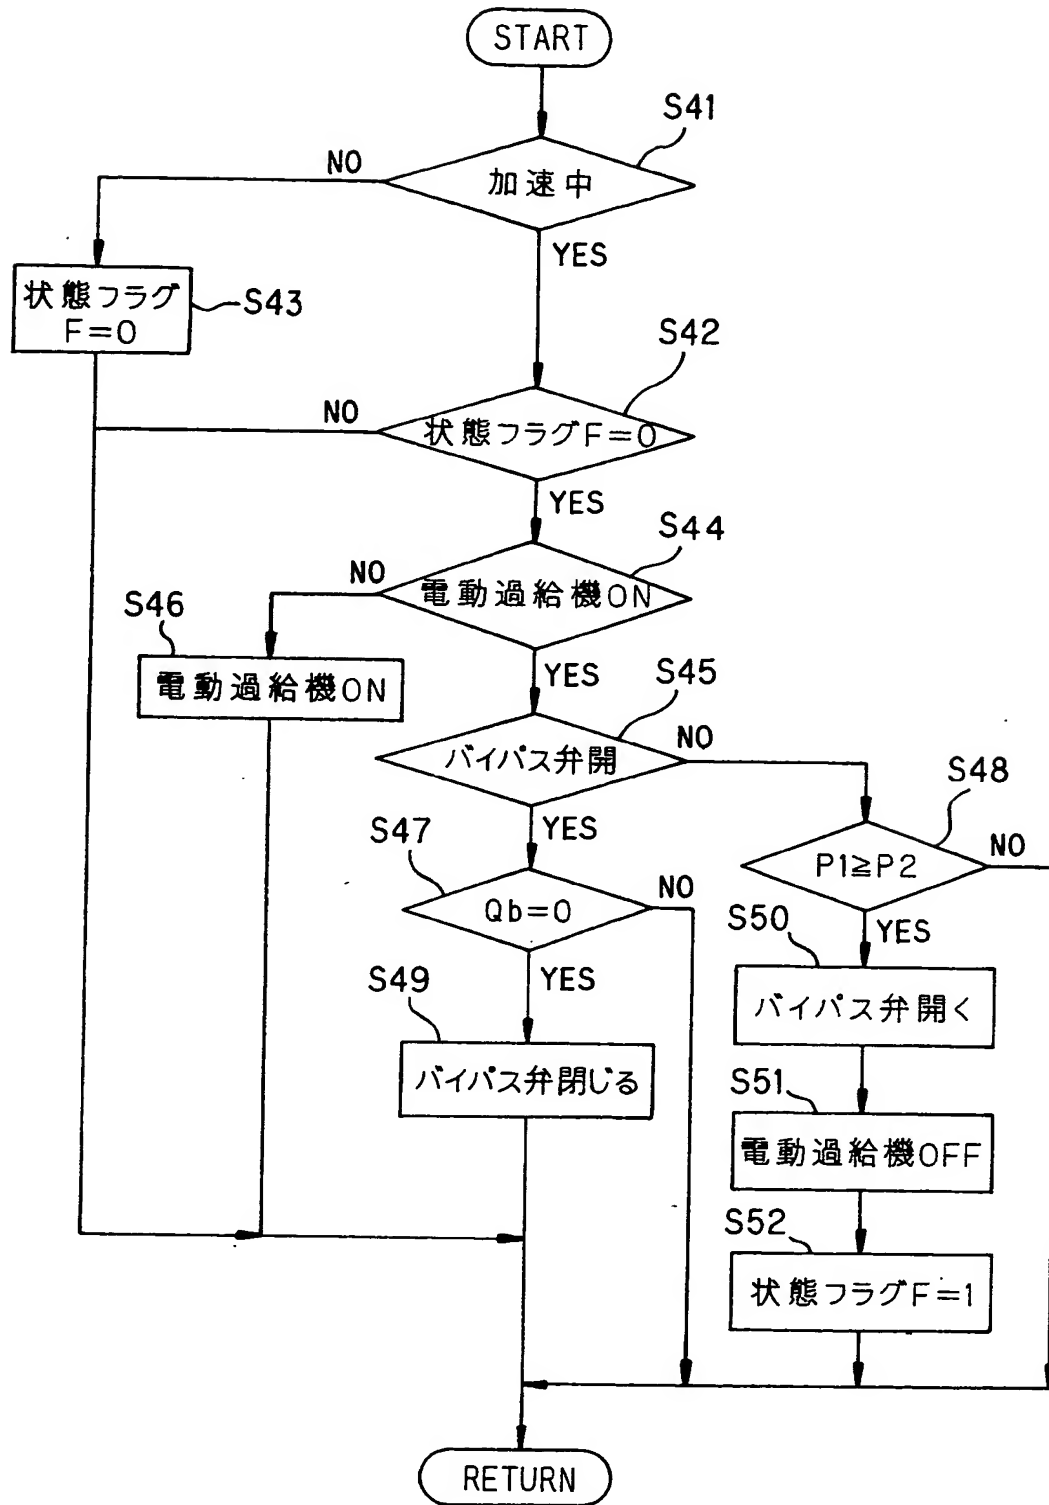 START
S41
NO
加速中
YES
状態フラグ
F=0
S43
S42
NO
状態フラグF=0
YES
S44
NO
電動過給機ON
S46
電動過給機ON
YES
S45
バイパス弁開
NO
S48
YES
S47
P1≧P2
NO
Qb=0
NO
YES
S50
YES
バイパス弁開く
S49
バイパス弁閉じる
S51
電動過給機OFF
S52
状態フラグF=1
RETURN